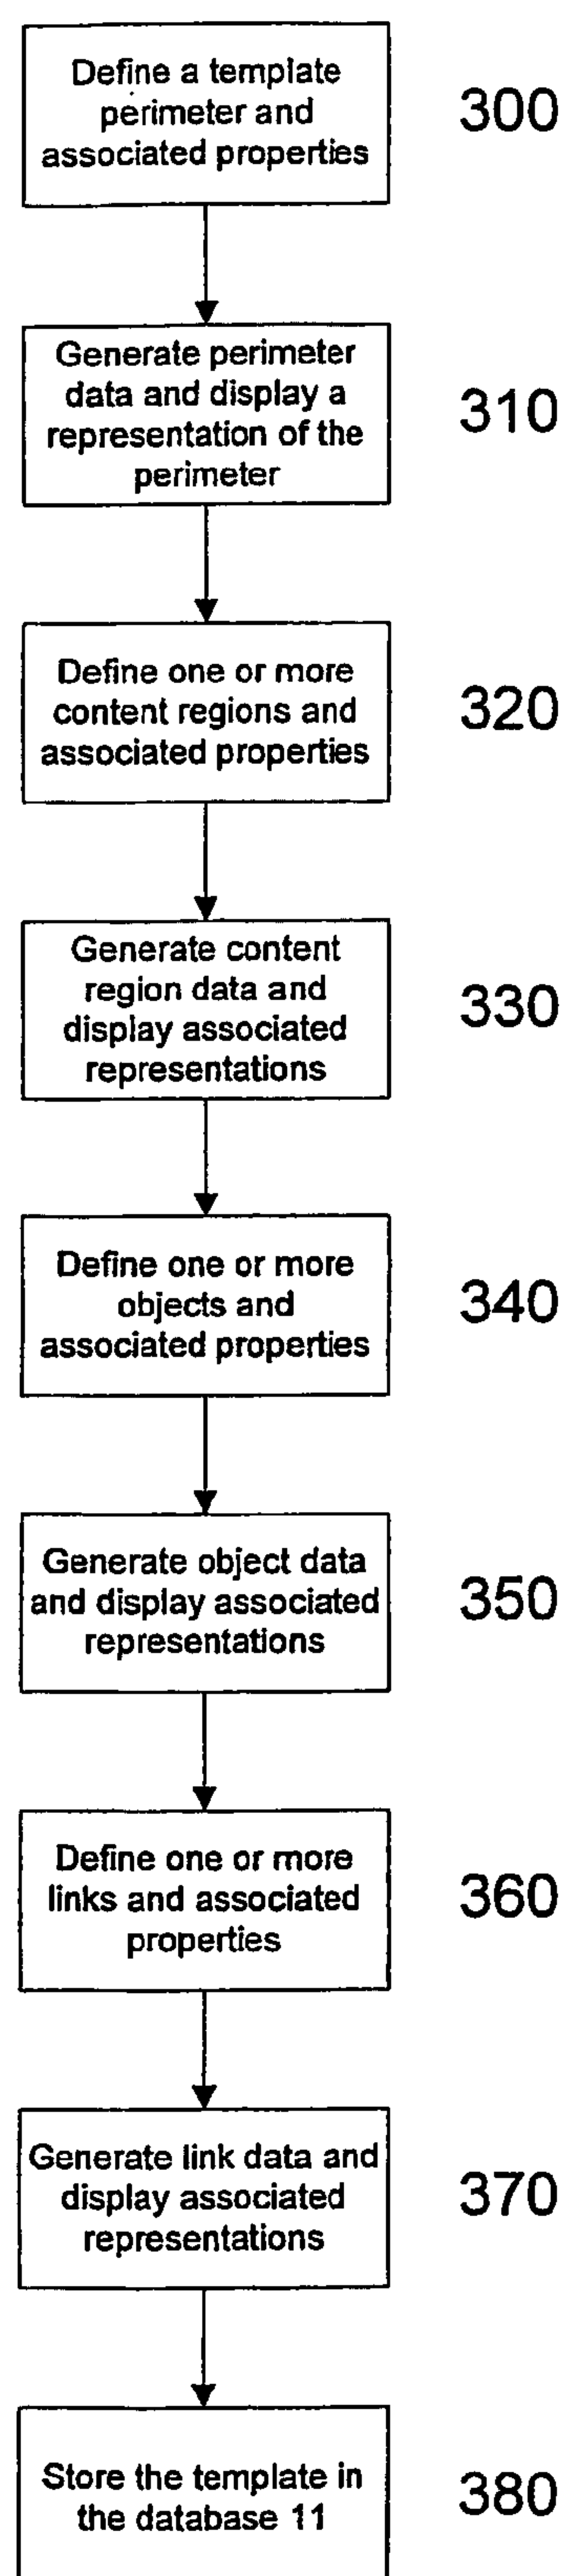 Define a template
perimeter and
associated properties
300
Generate perimeter
data and display a
representation of the
perimeter
310
Define one or more
content regions and
associated properties
320
Generate content
region data and
display associated
representations
330
Define one or more
objects and
associated properties
340
Generate object data
and display associated
representations
350
Define one or more
links and associated
properties
360
Generate link data and
display associated
representations
370
Store the template in
the database 11
380